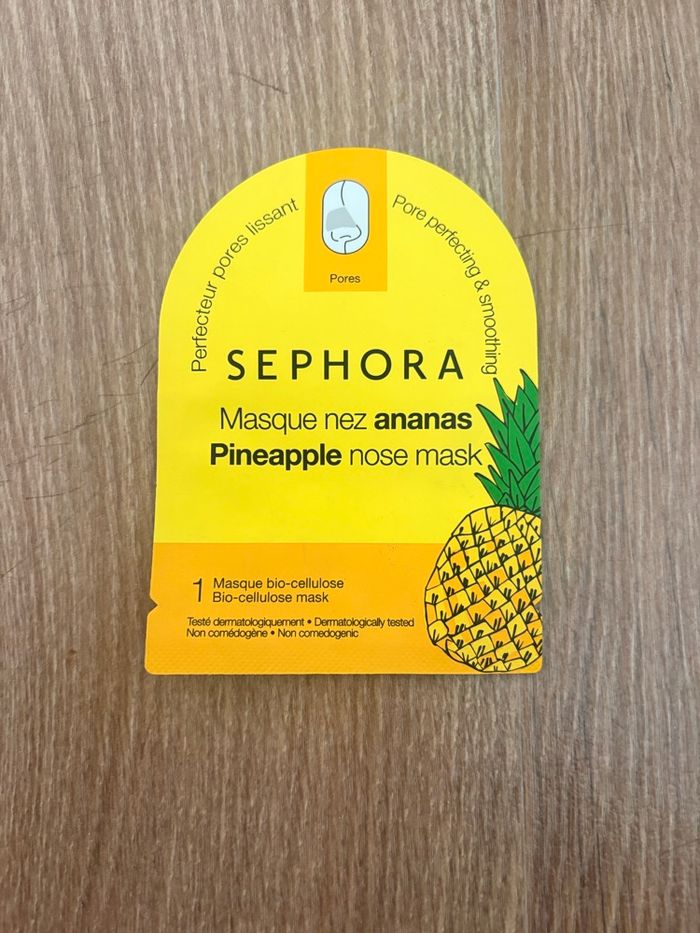 Pores
Perfecteur pores lissant
Pore perfecting & smoothing
SEPHORA
Masque nez ananas
Pineapple nose mask
1 Masque bio-cellulose
Bio-cellulose mask
Testé dermatologiquement • Dermatologically tested
Non comédogène • Non comedogenic